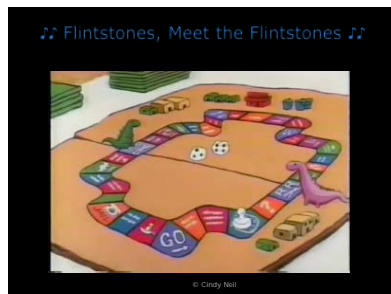 ♪♪ Flintstones, Meet the Flintstones ♪♪
GO
© Cindy Neil